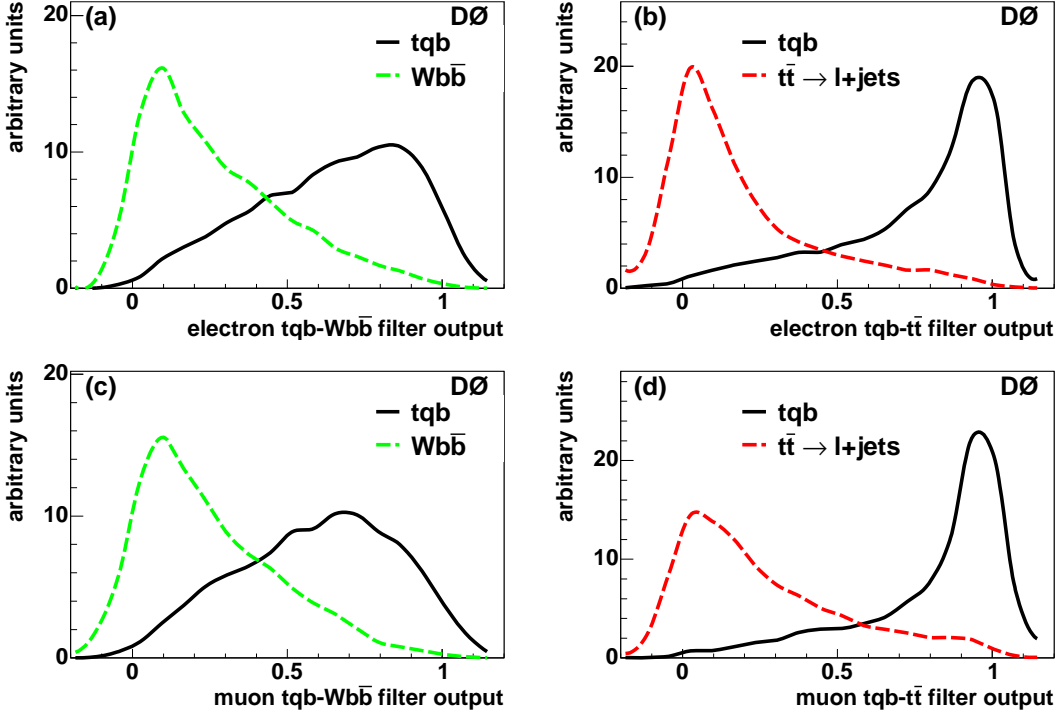 (a) DØ
tqb
Wbb̄
arbitrary units
20
10
0
0 0.5 1
electron tqb-Wbb̄ filter output
(b) DØ
tqb
tt̄ → l+jets
arbitrary units
20
10
0
0 0.5 1
electron tqb-tt̄ filter output
(c) DØ
tqb
Wbb̄
arbitrary units
20
10
0
0 0.5 1
muon tqb-Wbb̄ filter output
(d) DØ
tqb
tt̄ → l+jets
arbitrary units
20
10
0
0 0.5 1
muon tqb-tt̄ filter output